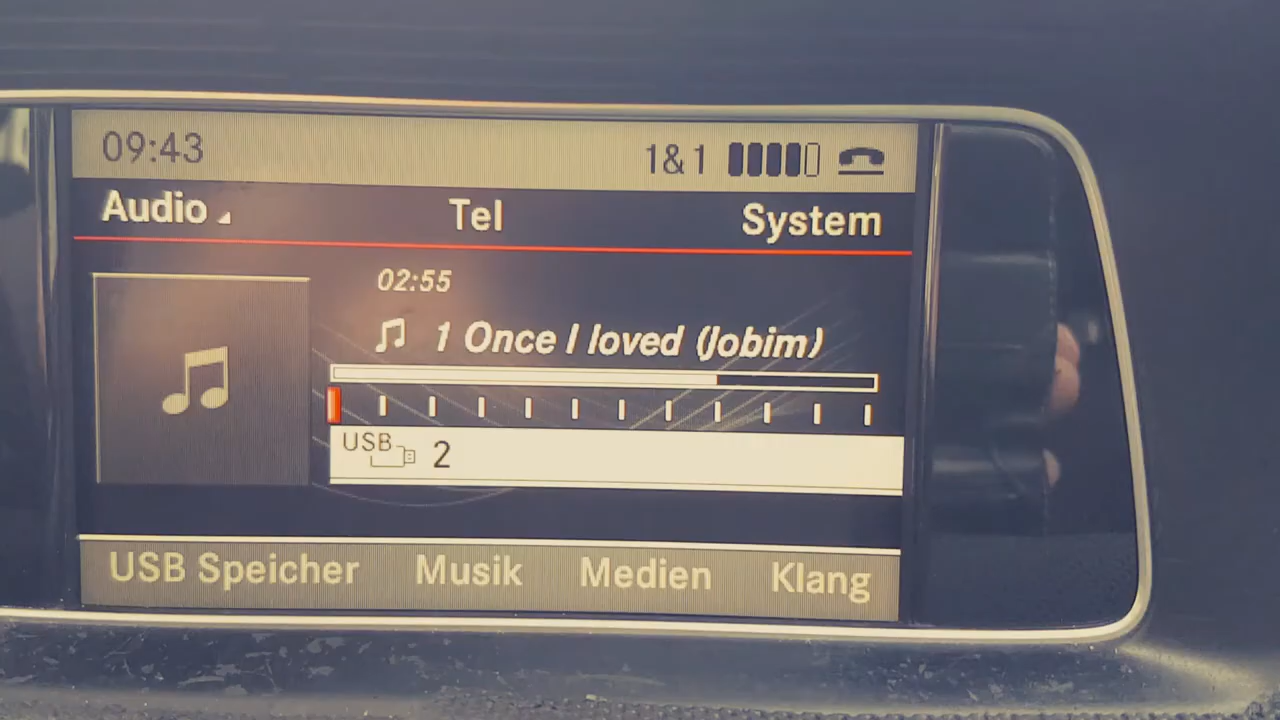 09:43 1&1
Audio Tel System
02:55
1 Once I loved (Jobim)
USB 2
USB Speicher Musik Medien Klang